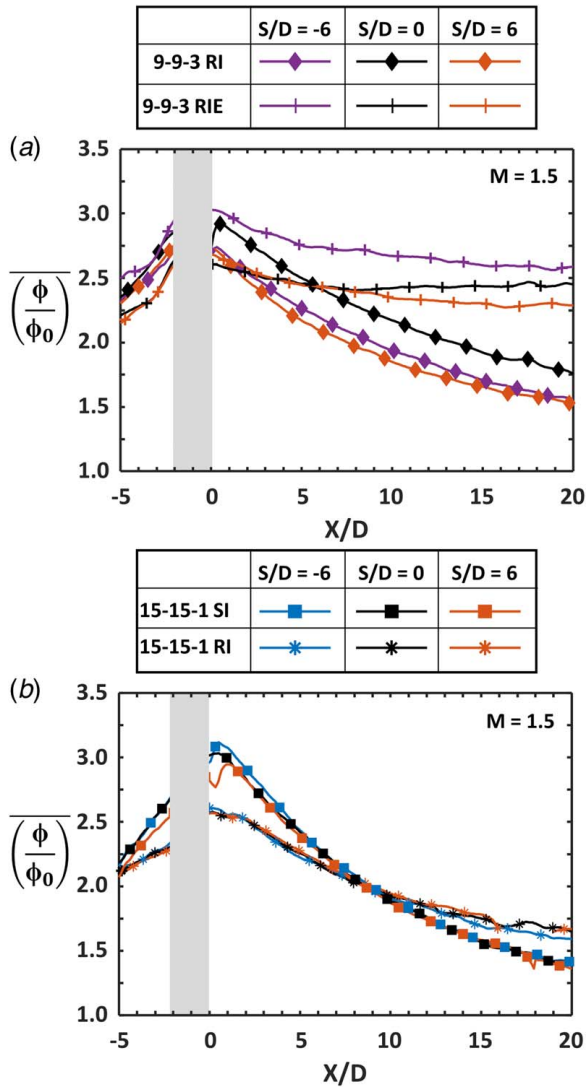 S/D = -6 S/D = 0 S/D = 6
9-9-3 RI
9-9-3 RIE
(a)
M = 1.5
3.5
3.0
2.5
2.0
1.5
1.0
(ϕ/ϕ0)
-5 0 5 10 15 20
X/D
S/D = -6 S/D = 0 S/D = 6
15-15-1 SI
15-15-1 RI
(b)
M = 1.5
3.5
3.0
2.5
2.0
1.5
1.0
(ϕ/ϕ0)
-5 0 5 10 15 20
X/D